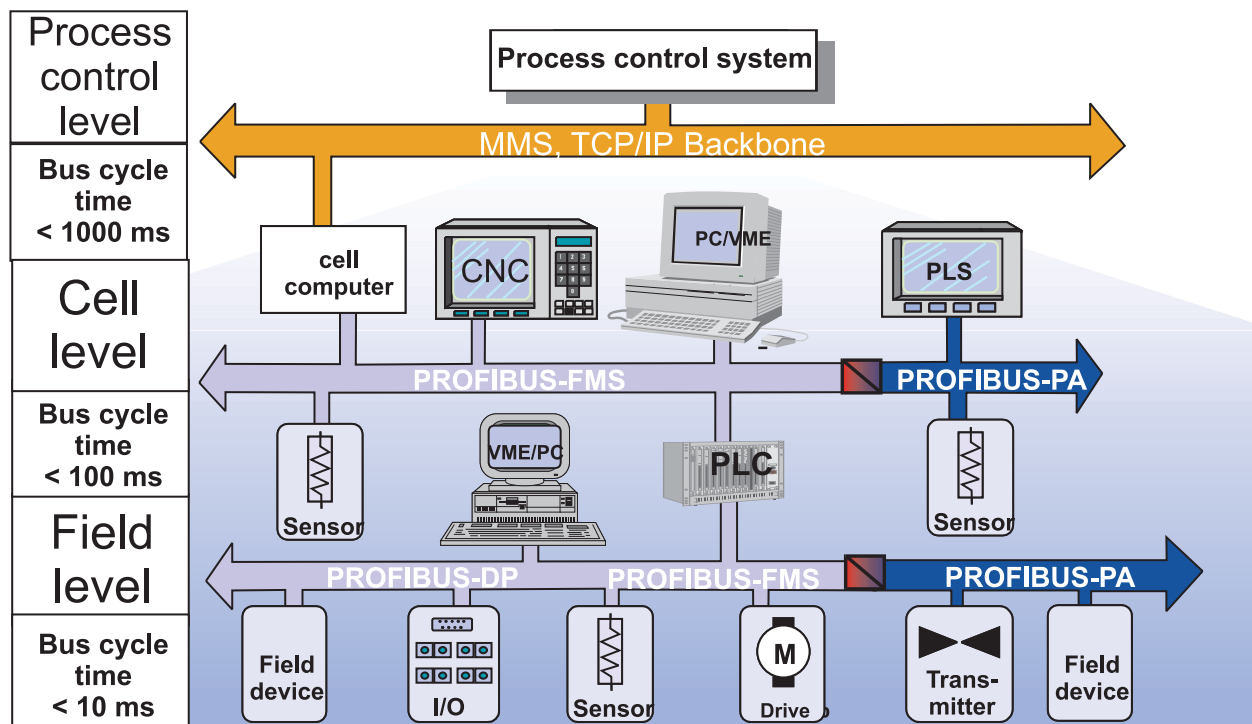 Process
control
level
Process control system
MMS, TCP/IP Backbone
Bus cycle
time
< 1000 ms
cell
computer
CNC
PC/VME
PLS
Cell
level
PROFIBUS-FMS
PROFIBUS-PA
Bus cycle
time
< 100 ms
Sensor
VME/PC
PLC
Sensor
Field
level
PROFIBUS-DP
PROFIBUS-FMS
PROFIBUS-PA
Bus cycle
time
< 10 ms
Field
device
I/O
Sensor
M
Drive
Trans-
mitter
Field
device